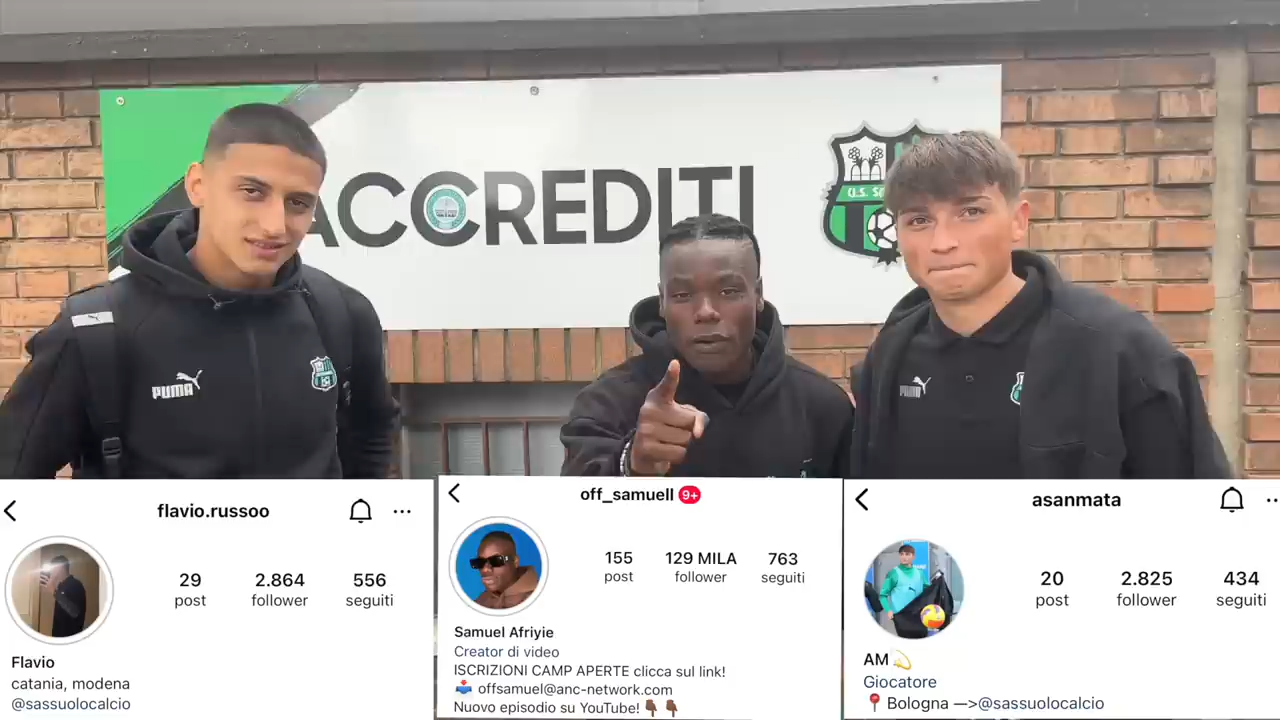 ACCREDITI
U.S. SO
PUMA
PUMA
flavio.russoo
29 2.864 556
post follower seguiti
Flavio
catania, modena
@sassuolocalcio
off_samuell 9+
155 129 MILA 763
post follower seguiti
Samuel Afriyie
Creator di video
ISCRIZIONI CAMP APERTE clicca sul link!
offsamuel@anc-network.com
Nuovo episodio su YouTube!
asanmata
20 2.825 434
post follower seguiti
AM
Giocatore
Bologna —>@sassuolocalcio